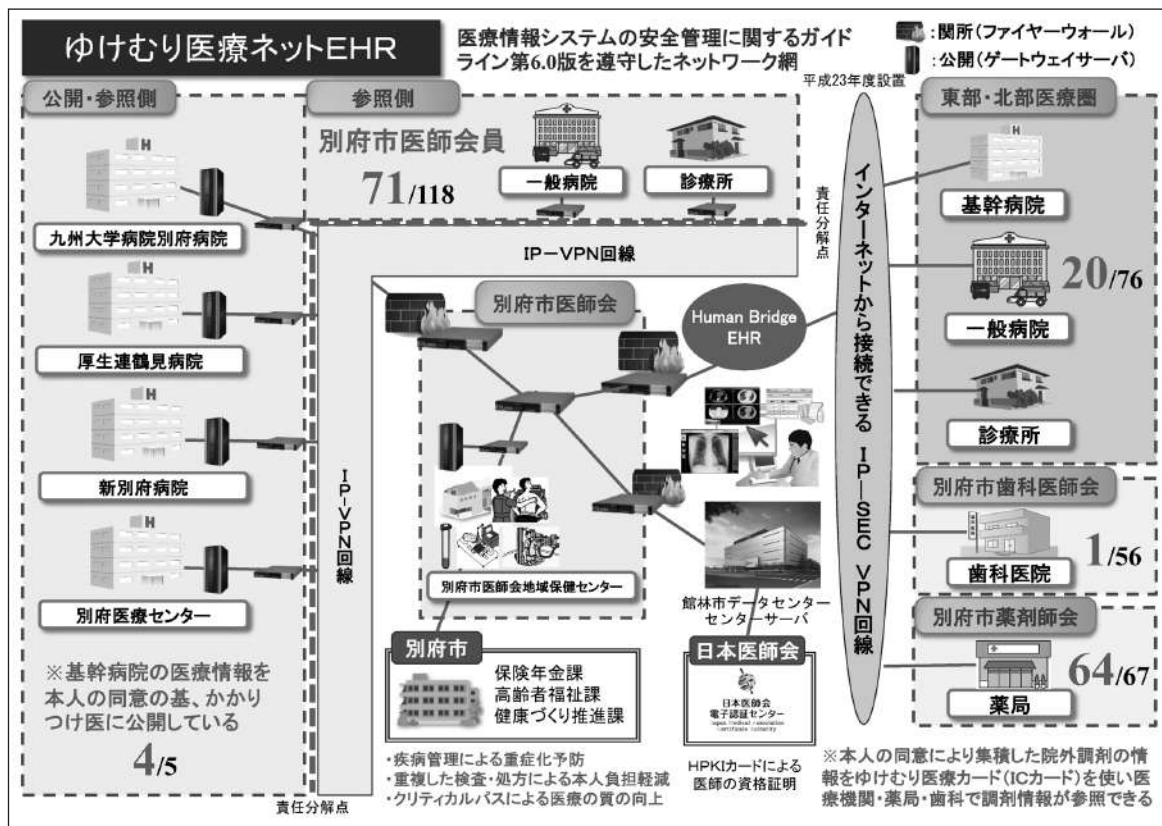 ゆけむり医療ネットEHR
医療情報システムの安全管理に関するガイド
ライン第6.0版を遵守したネットワーク網
:関所(ファイヤーウォール)
:公開(ゲートウェイサーバ)
平成23年度設置
公開・参照側
H
九州大学病院別府病院
H
厚生連鶴見病院
H
新別府病院
H
別府医療センター
※基幹病院の医療情報を
本人の同意の基、かかり
つけ医に公開している
4/5
責任分解点
参照側
別府市医師会員
71/118
一般病院
診療所
IP-VPN回線
IP-VPN回線
責任分解点
別府市医師会
Human Bridge
EHR
別府市医師会地域保健センター
館林市データセンター
センターサーバ
別府市
保険年金課
高齢者福祉課
健康づくり推進課
・疾病管理による重症化予防
・重複した検査・処方による本人負担軽減
・クリティカルパスによる医療の質の向上
日本医師会
日本医師会
電子認証センター
Japan Medical Association
Certificate Authority
HPKIカードによる
医師の資格証明
インターネットから接続できる IP-SEC VPN回線
東部・北部医療圏
H
基幹病院
20/76
一般病院
診療所
別府市歯科医師会
1/56
歯科医院
別府市薬剤師会
64/67
薬局
※本人の同意により集積した院外調剤の情
報をゆけむり医療カード(ICカード)を使い医
療機関・薬局・歯科で調剤情報が参照できる